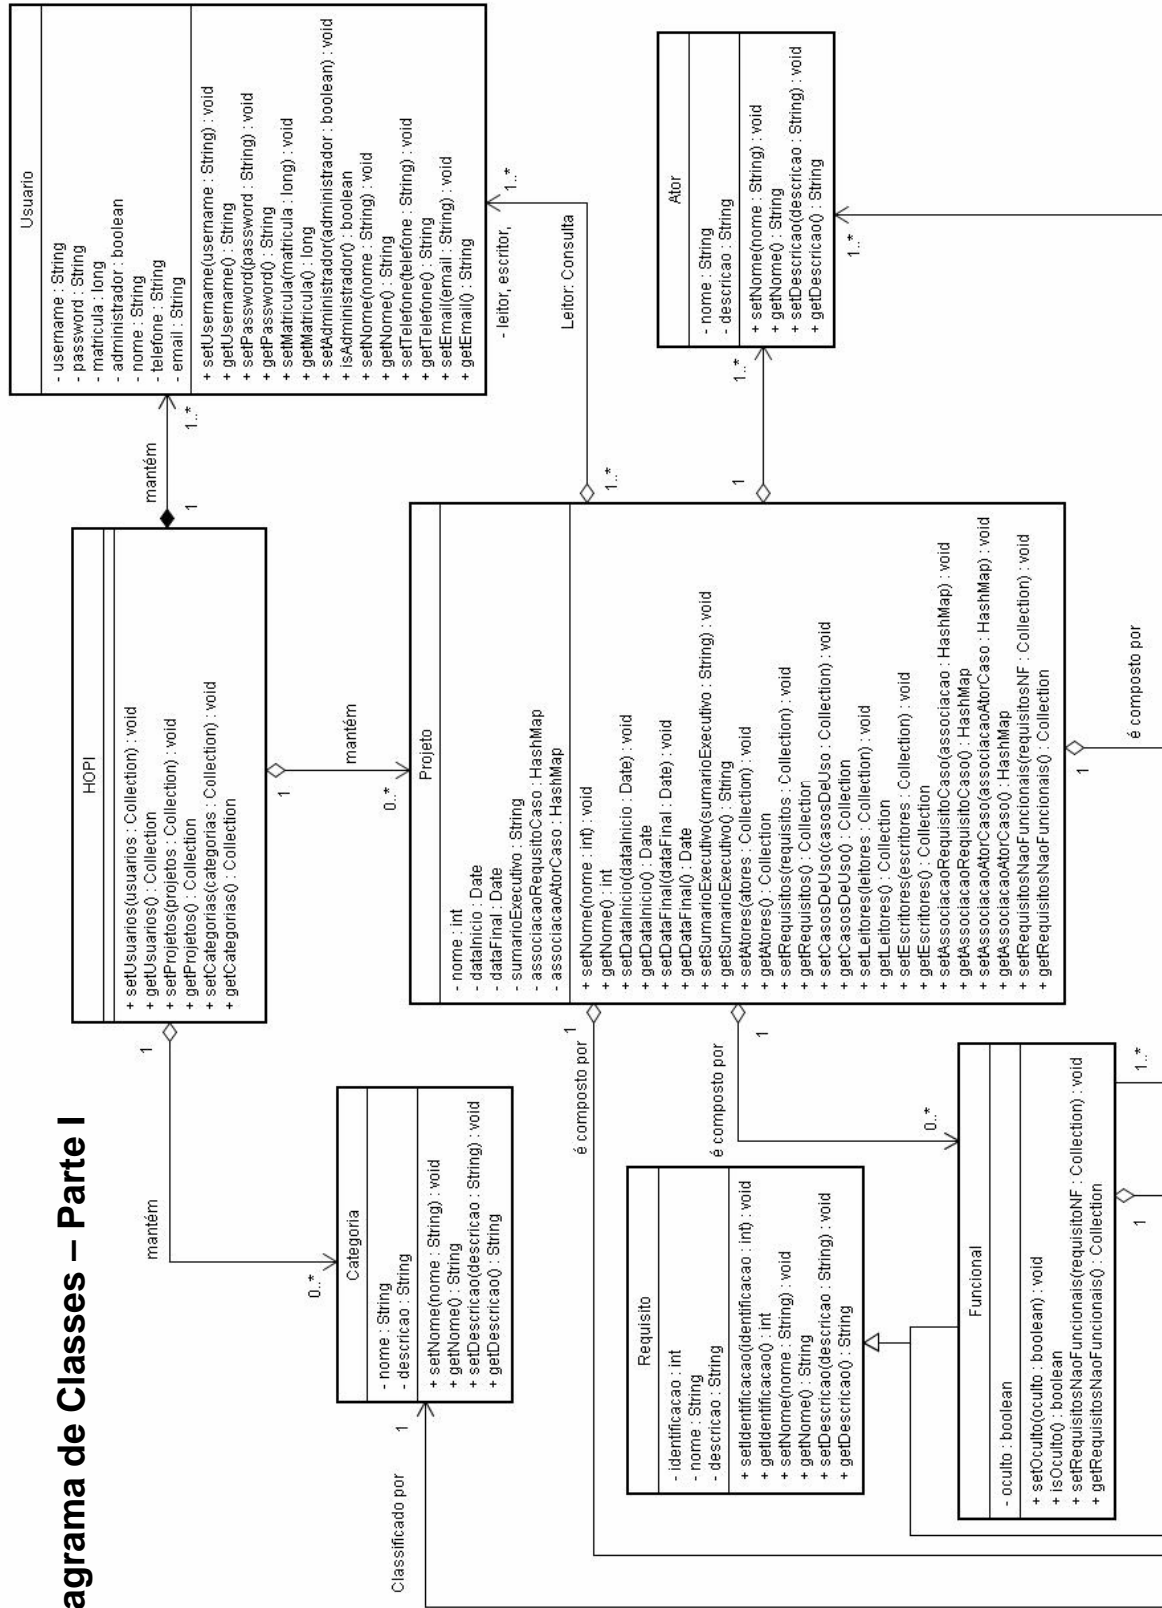 agrama de Classes – Parte I
HOPI
+ setUsuarios(usuarios : Collection) : void
+ getUsuarios() : Collection
+ setProjetos(projetos : Collection) : void
+ getProjetos() : Collection
+ setCategorias(categorias : Collection) : void
+ getCategorias() : Collection
1
mantém
0..*
1
mantém
0..*
1
mantém
1..*
Usuario
- username : String
- password : String
- matricula : long
- administrador : boolean
- nome : String
- telefone : String
- email : String
+ setUsername(username : String) : void
+ getUsername() : String
+ setPassword(password : String) : void
+ getPassword() : String
+ setMatricula(matricula : long) : void
+ getMatricula() : long
+ setAdministrador(administrador : boolean) : void
+ isAdministrador() : boolean
+ setNome(nome : String) : void
+ getNome() : String
+ setTelefone(telefone : String) : void
+ getTelefone() : String
+ setEmail(email : String) : void
+ getEmail() : String
- leitor, escritor,
1..*
Leitor: Consulta
1..*
Categoria
- nome : String
- descricao : String
+ setNome(nome : String) : void
+ getNome() : String
+ setDescricao(descricao : String) : void
+ getDescricao() : String
Classificado por
1
Projeto
- nome : int
- dataInicio : Date
- dataFinal : Date
- sumarioExecutivo : String
- associacaoRequsitoCaso : HashMap
- associacaoAtorCaso : HashMap
+ setNome(nome : int) : void
+ getNome() : int
+ setDataInicio(dataInicio : Date) : void
+ getDataInicio() : Date
+ setDataFinal(dataFinal : Date) : void
+ getDataFinal() : Date
+ setSumarioExecutivo(sumarioExecutivo : String) : void
+ getSumarioExecutivo() : String
+ setAtores(atores : Collection) : void
+ getAtores() : Collection
+ setRequisitos(requisitos : Collection) : void
+ getRequisitos() : Collection
+ setCasosDeUso(casosDeUso : Collection) : void
+ getCasosDeUso() : Collection
+ setLeitores(leitores : Collection) : void
+ getLeitores() : Collection
+ setEscritores(escritores : Collection) : void
+ getEscritores() : Collection
+ setAssociacaoRequisitoCaso(associacao : HashMap) : void
+ getAssociacaoRequisitoCaso() : HashMap
+ setAssociacaoAtorCaso(associacaoAtorCaso : HashMap) : void
+ getAssociacaoAtorCaso() : HashMap
+ setRequisitosNaoFuncionais(requisitosNF : Collection) : void
+ getRequisitosNaoFuncionais() : Collection
1
é composto por
é composto por
1
0..*
1
1..*
1
é composto por
Ator
- nome : String
- descricao : String
+ setNome(nome : String) : void
+ getNome() : String
+ setDescricao(descricao : String) : void
+ getDescricao() : String
1..*
Requisito
- identificacao : int
- nome : String
- descricao : String
+ setIdentificacao(identificacao : int) : void
+ getIdentificacao() : int
+ setNome(nome : String) : void
+ getNome() : String
+ setDescricao(descricao : String) : void
+ getDescricao() : String
Funcional
- oculto : boolean
+ setOculto(oculto : boolean) : void
+ isOculto() : boolean
+ setRequisitosNaoFuncionais(requisitoNF : Collection) : void
+ getRequisitosNaoFuncionais() : Collection
1
1..*